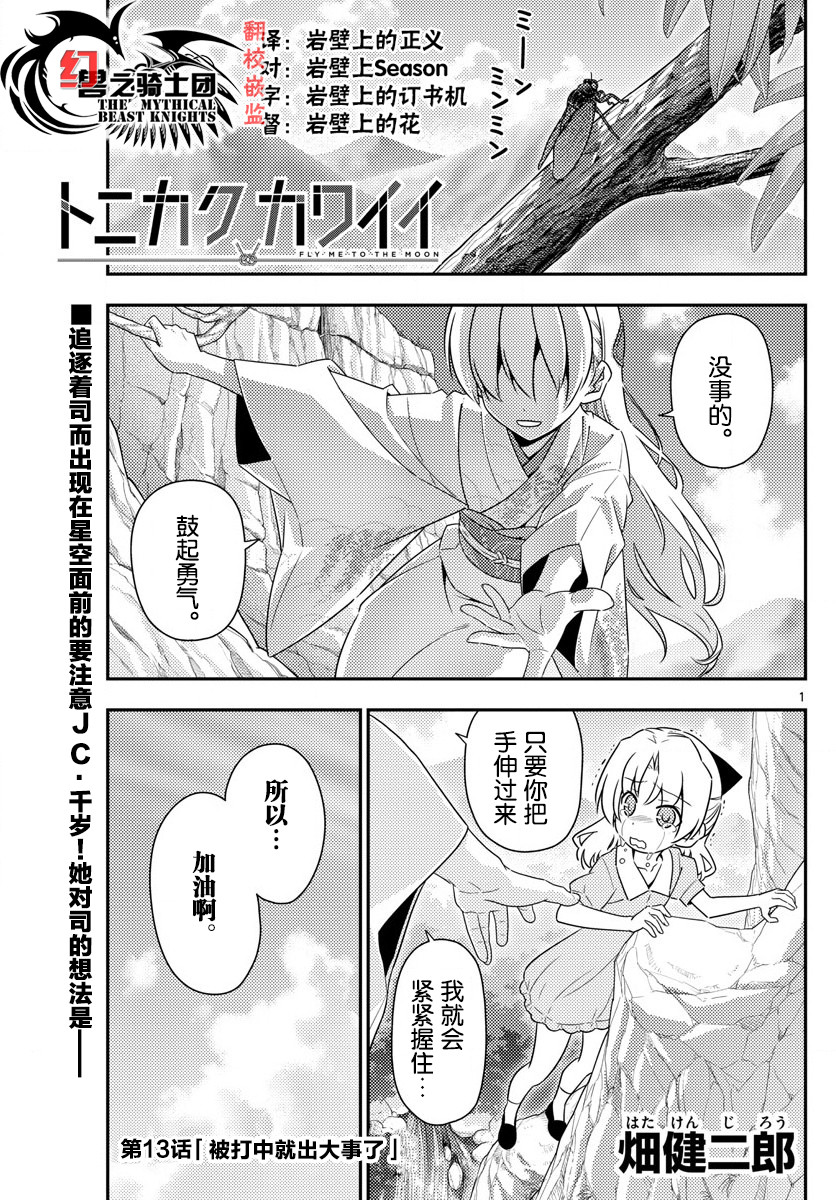 幻兽之骑士团
THE MYTHICAL
BEAST KNIGHTS
翻译：岩壁上的正义
校对：岩壁上Season
嵌字：岩壁上的订书机
监督：岩壁上的花
ミーン
ミン
ミン
トニカクカワイイ
FLY ME TO THE MOON
■追逐着司而出现在星空面前的要注意JC·千岁！她对司的想法是——
没事的。
鼓起勇气。
1
只要你把
手伸过来
我就会
紧紧握住…
所以…
加油啊。
第13话「被打中就出大事了」
はたけんじろう
畑健二郎